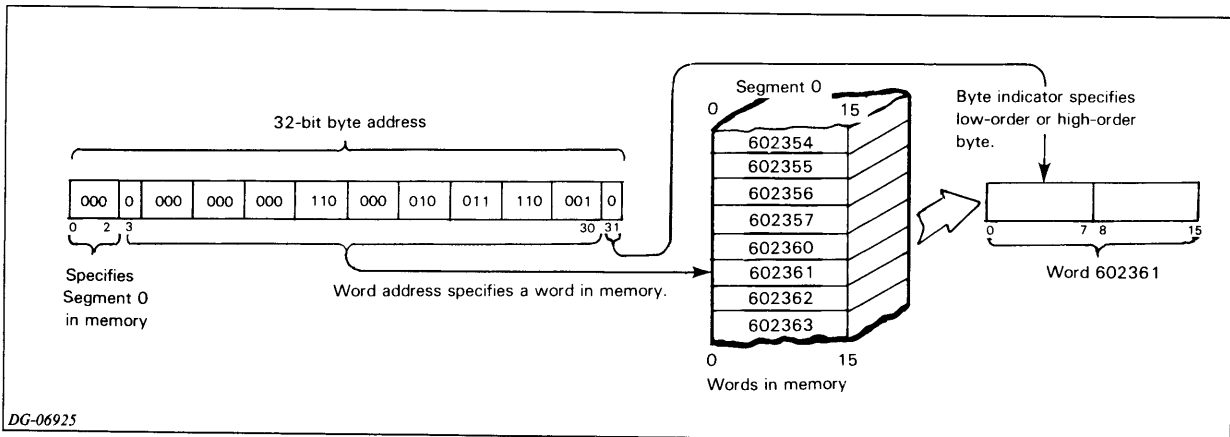 32-bit byte address
000 0 000 000 000 110 000 010 011 110 001 0
0 2 3 30 31
Specifies
Segment 0
in memory
Word address specifies a word in memory.
Segment 0
0 15
602354
602355
602356
602357
602360
602361
602362
602363
0 15
Words in memory
Byte indicator specifies
low-order or high-order
byte.
0 7 8 15
Word 602361
DG-06925